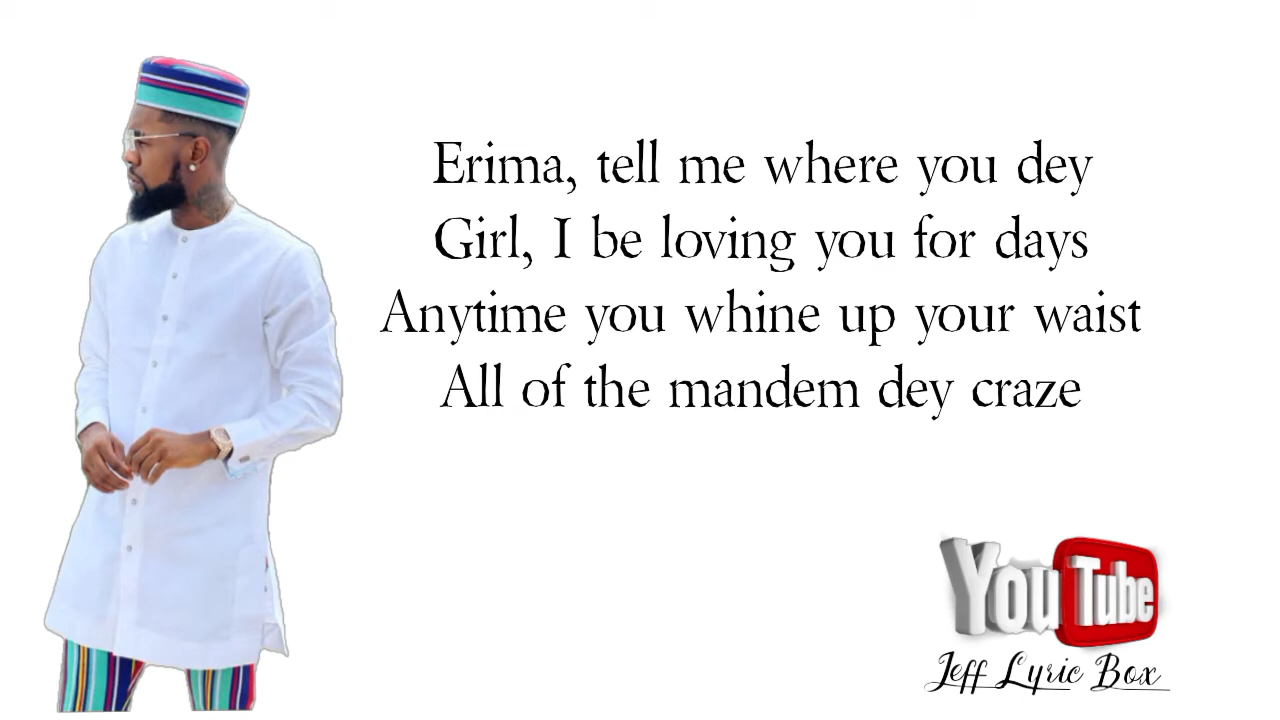 Erima, tell me where you dey
Girl, I be loving you for days
Anytime you whine up your waist
All of the mandem dey craze
YouTube
Jeff Lyric Box